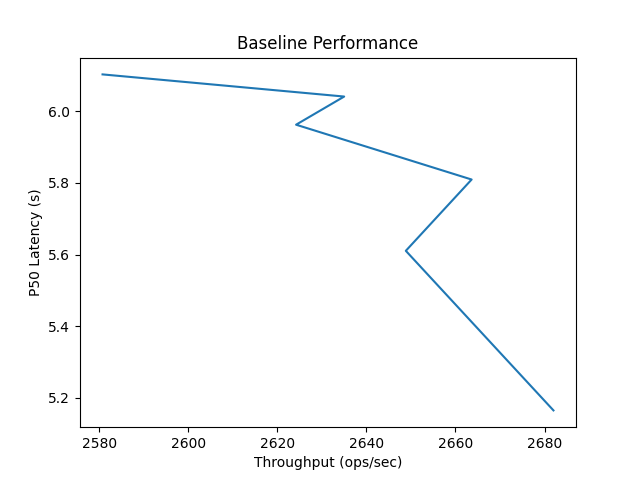 Baseline Performance
P50 Latency (s)
6.0
5.8
5.6
5.4
5.2
2580 2600 2620 2640 2660 2680
Throughput (ops/sec)